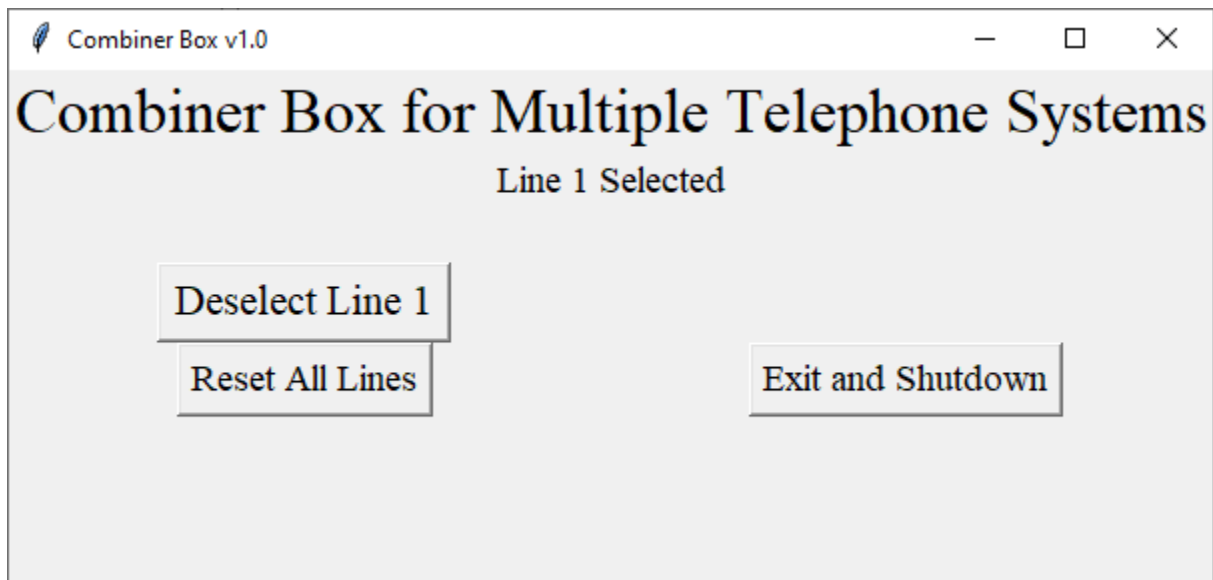 Combiner Box v1.0
Combiner Box for Multiple Telephone Systems
Line 1 Selected
Deselect Line 1
Reset All Lines
Exit and Shutdown